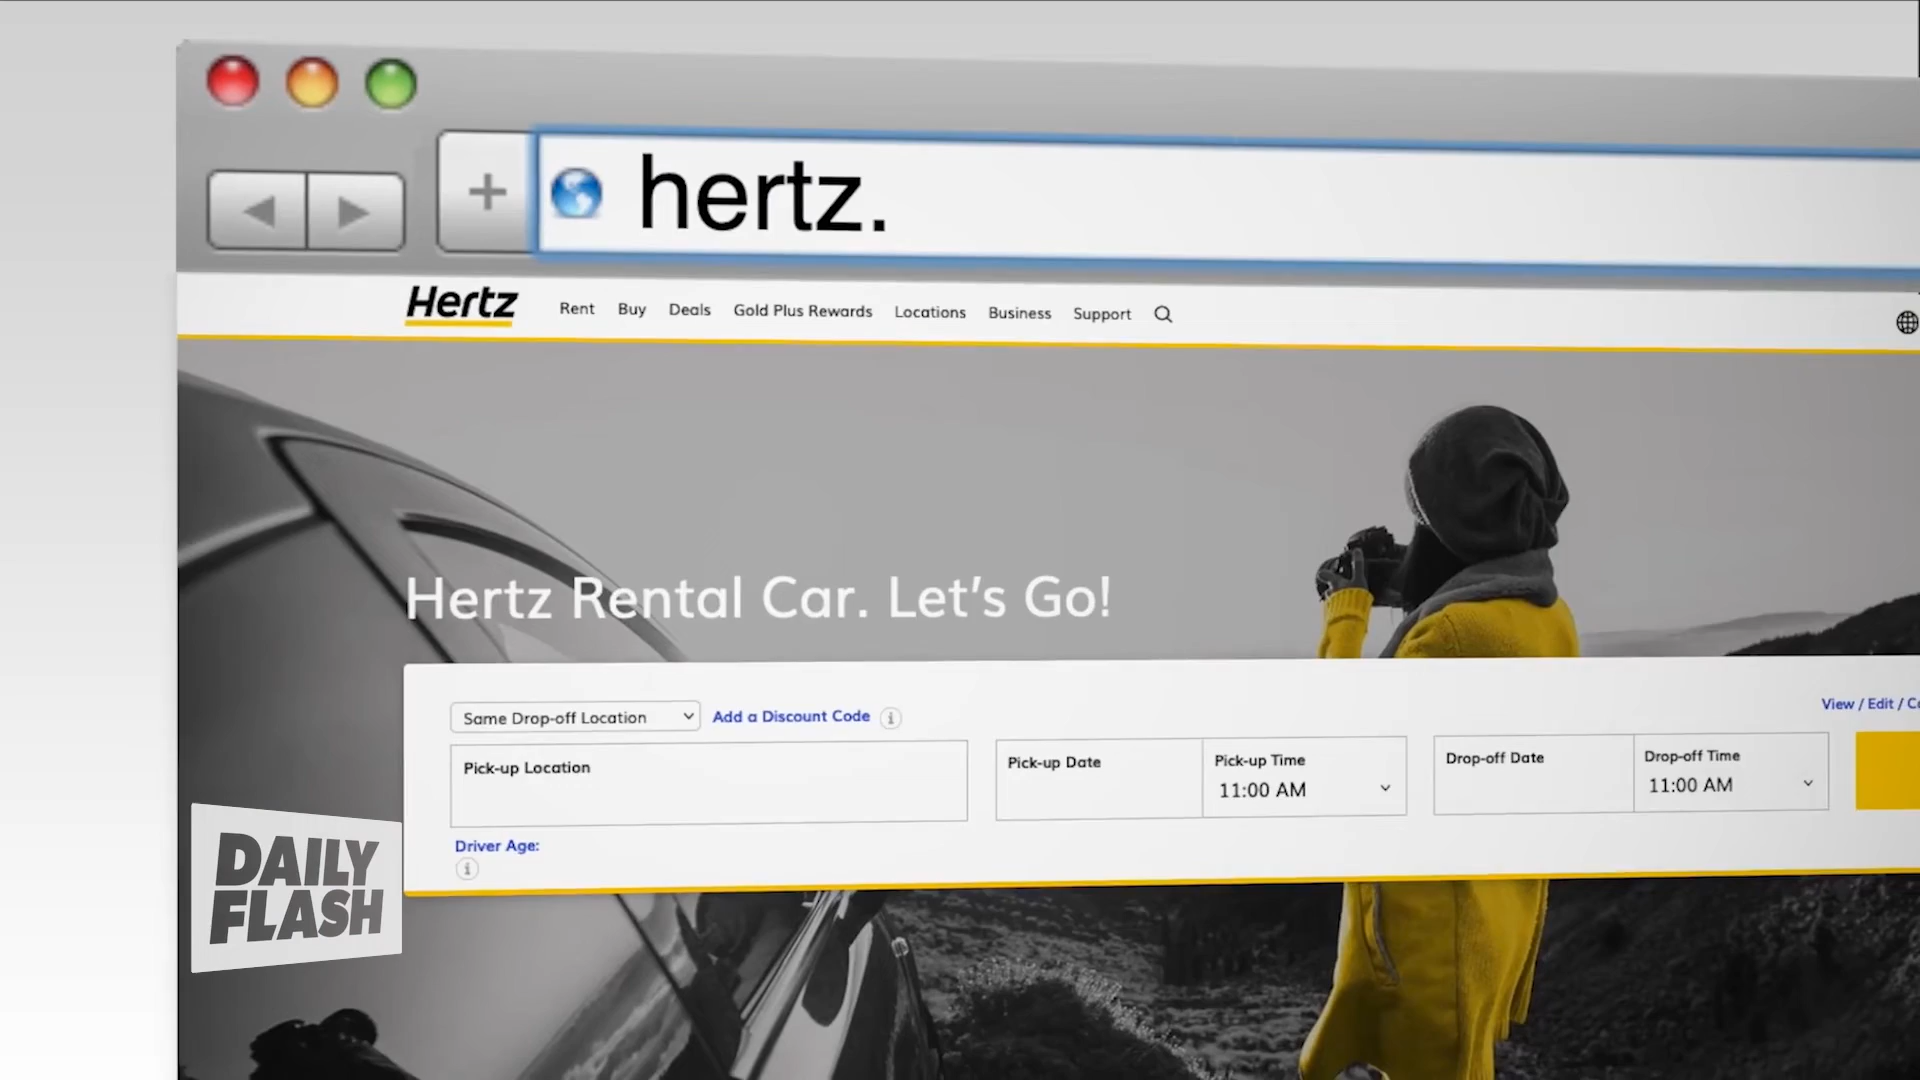 hertz.
Hertz Rent Buy Deals Gold Plus Rewards Locations Business Support
Hertz Rental Car. Let's Go!
Same Drop-off Location Add a Discount Code View / Edit /
Pick-up Location Pick-up Date Pick-up Time Drop-off Date Drop-off Time
11:00 AM 11:00 AM
Driver Age:
DAILY
FLASH